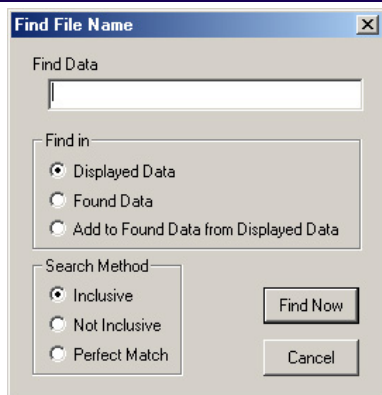 Find File Name
Find Data
Find in
Displayed Data
Found Data
Add to Found Data from Displayed Data
Search Method
Inclusive
Not Inclusive
Perfect Match
Find Now
Cancel